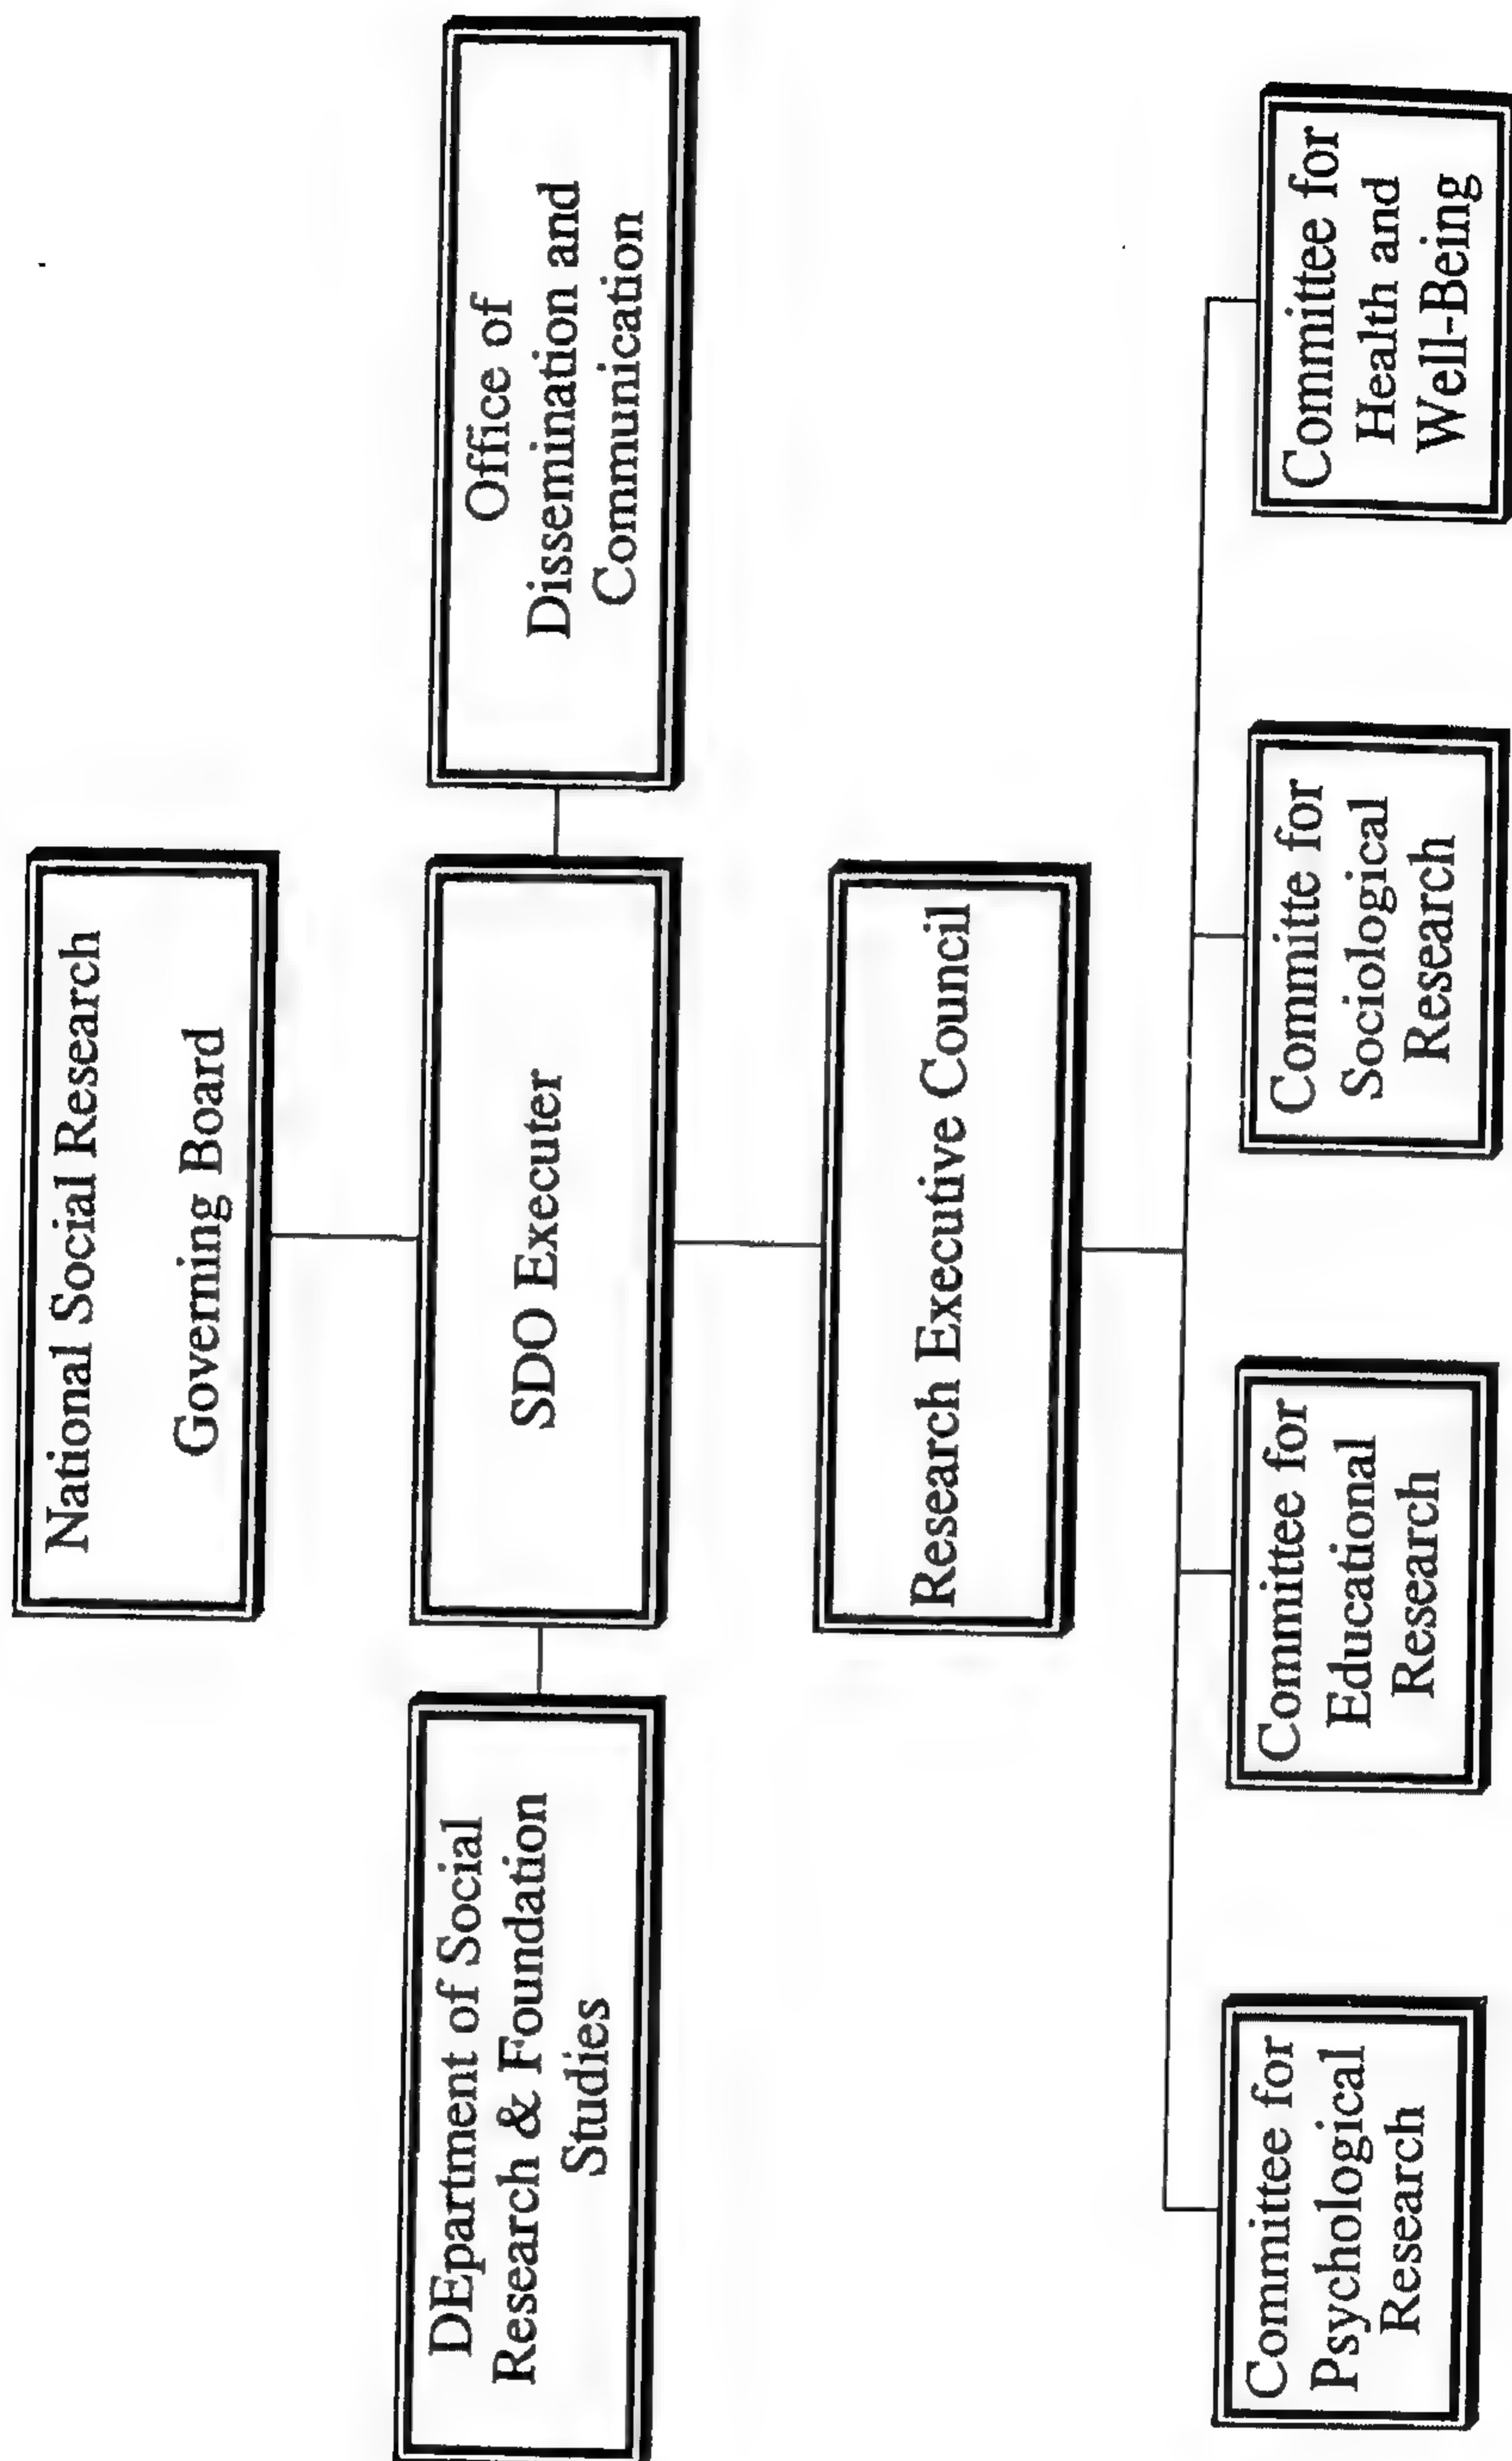 National Social Research
Governing Board
DEpartment of Social
Research & Foundation
Studies
SDO Executer
Office of
Dissemination and
Communication
Research Executive Council
Committee for
Psychological
Research
Committee for
Educational
Research
Committe for
Sociological
Research
Committee for
Health and
Well-Being